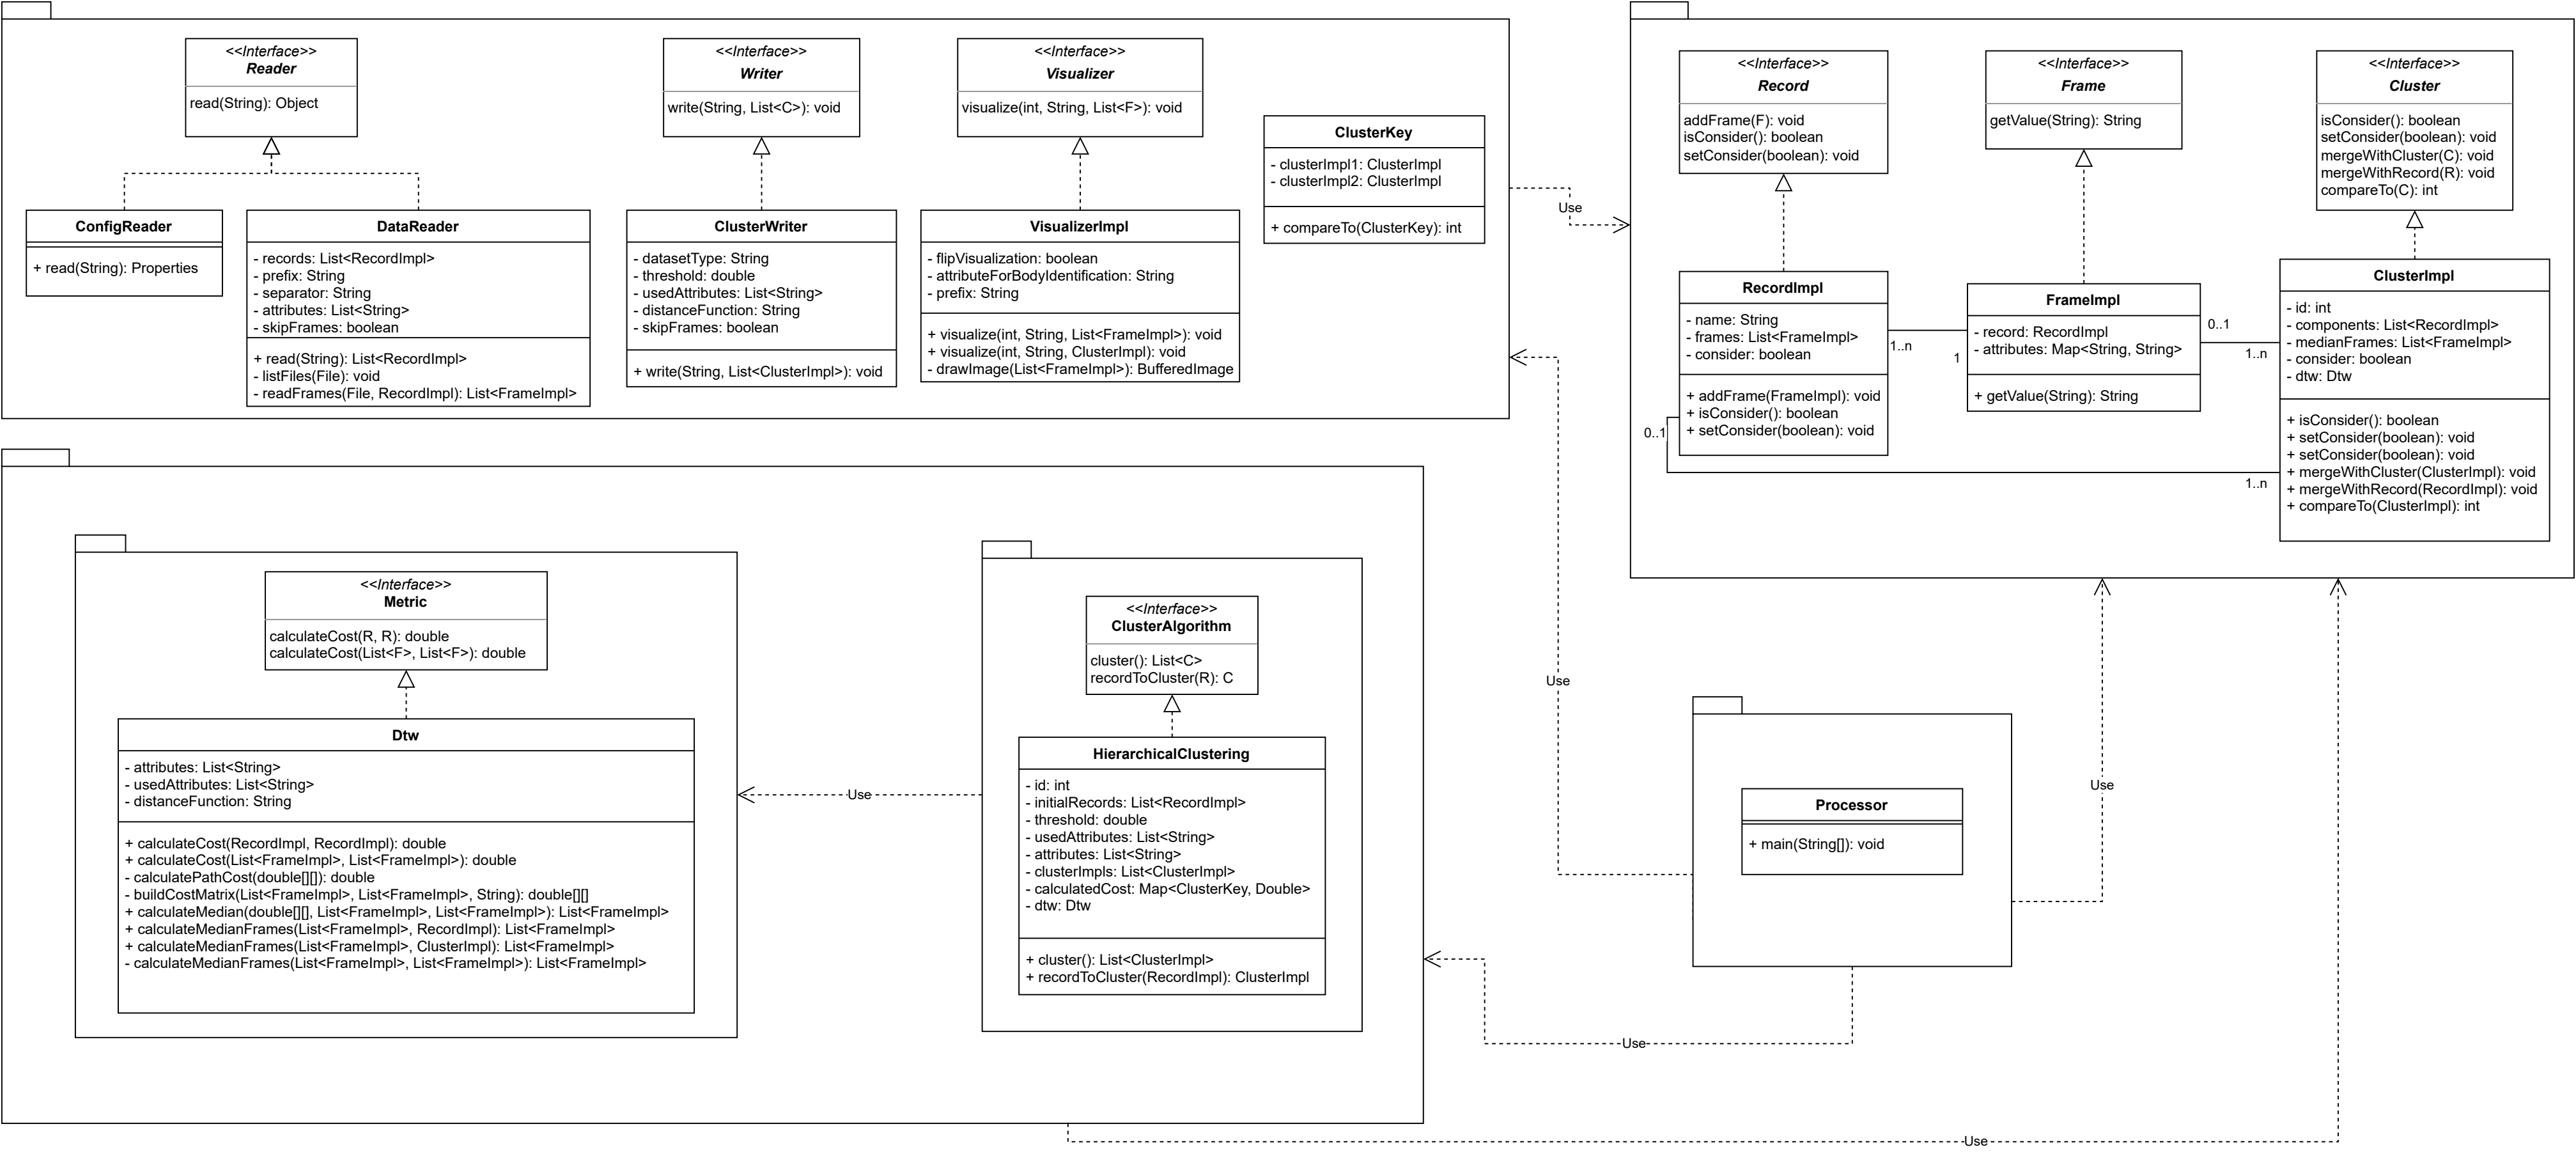 <<Interface>>
Reader
read(String): Object
<<Interface>>
Writer
write(String, List<C>): void
<<Interface>>
Visualizer
visualize(int, String, List<F>): void
ClusterKey
- clusterImpl1: ClusterImpl
- clusterImpl2: ClusterImpl
+ compareTo(ClusterKey): int
ConfigReader
+ read(String): Properties
DataReader
- records: List<RecordImpl>
- prefix: String
- separator: String
- attributes: List<String>
- skipFrames: boolean
+ read(String): List<RecordImpl>
- listFiles(File): void
- readFrames(File, RecordImpl): List<FrameImpl>
ClusterWriter
- datasetType: String
- threshold: double
- usedAttributes: List<String>
- distanceFunction: String
- skipFrames: boolean
+ write(String, List<ClusterImpl>): void
VisualizerImpl
- flipVisualization: boolean
- attributeForBodyIdentification: String
- prefix: String
+ visualize(int, String, List<FrameImpl>): void
+ visualize(int, String, ClusterImpl): void
- drawImage(List<FrameImpl>): BufferedImage
Use
<<Interface>>
Record
addFrame(F): void
isConsider(): boolean
setConsider(boolean): void
<<Interface>>
Frame
getValue(String): String
<<Interface>>
Cluster
isConsider(): boolean
setConsider(boolean): void
mergeWithCluster(C): void
mergeWithRecord(R): void
compareTo(C): int
RecordImpl
- name: String
- frames: List<FrameImpl>
- consider: boolean
+ addFrame(FrameImpl): void
+ isConsider(): boolean
+ setConsider(boolean): void
1..n
1
FrameImpl
- record: RecordImpl
- attributes: Map<String, String>
+ getValue(String): String
0..1
1..n
ClusterImpl
- id: int
- components: List<RecordImpl>
- medianFrames: List<FrameImpl>
- consider: boolean
- dtw: Dtw
+ isConsider(): boolean
+ setConsider(boolean): void
+ setConsider(boolean): void
+ mergeWithCluster(ClusterImpl): void
+ mergeWithRecord(RecordImpl): void
+ compareTo(ClusterImpl): int
0..1
1..n
<<Interface>>
Metric
calculateCost(R, R): double
calculateCost(List<F>, List<F>): double
Dtw
- attributes: List<String>
- usedAttributes: List<String>
- distanceFunction: String
+ calculateCost(RecordImpl, RecordImpl): double
+ calculateCost(List<FrameImpl>, List<FrameImpl>): double
- calculatePathCost(double[][]): double
- buildCostMatrix(List<FrameImpl>, List<FrameImpl>, String): double[][]
+ calculateMedian(double[][], List<FrameImpl>, List<FrameImpl>): List<FrameImpl>
+ calculateMedianFrames(List<FrameImpl>, RecordImpl): List<FrameImpl>
+ calculateMedianFrames(List<FrameImpl>, ClusterImpl): List<FrameImpl>
- calculateMedianFrames(List<FrameImpl>, List<FrameImpl>): List<FrameImpl>
Use
<<Interface>>
ClusterAlgorithm
cluster(): List<C>
recordToCluster(R): C
HierarchicalClustering
- id: int
- initialRecords: List<RecordImpl>
- threshold: double
- usedAttributes: List<String>
- attributes: List<String>
- clusterImpls: List<ClusterImpl>
- calculatedCost: Map<ClusterKey, Double>
- dtw: Dtw
+ cluster(): List<ClusterImpl>
+ recordToCluster(RecordImpl): ClusterImpl
Use
Processor
+ main(String[]): void
Use
Use
Use